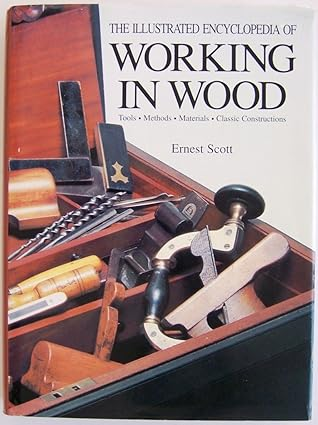 THE ILLUSTRATED ENCYCLOPEDIA OF
WORKING
IN WOOD
Tools • Methods • Materials • Classic Constructions
Ernest Scott